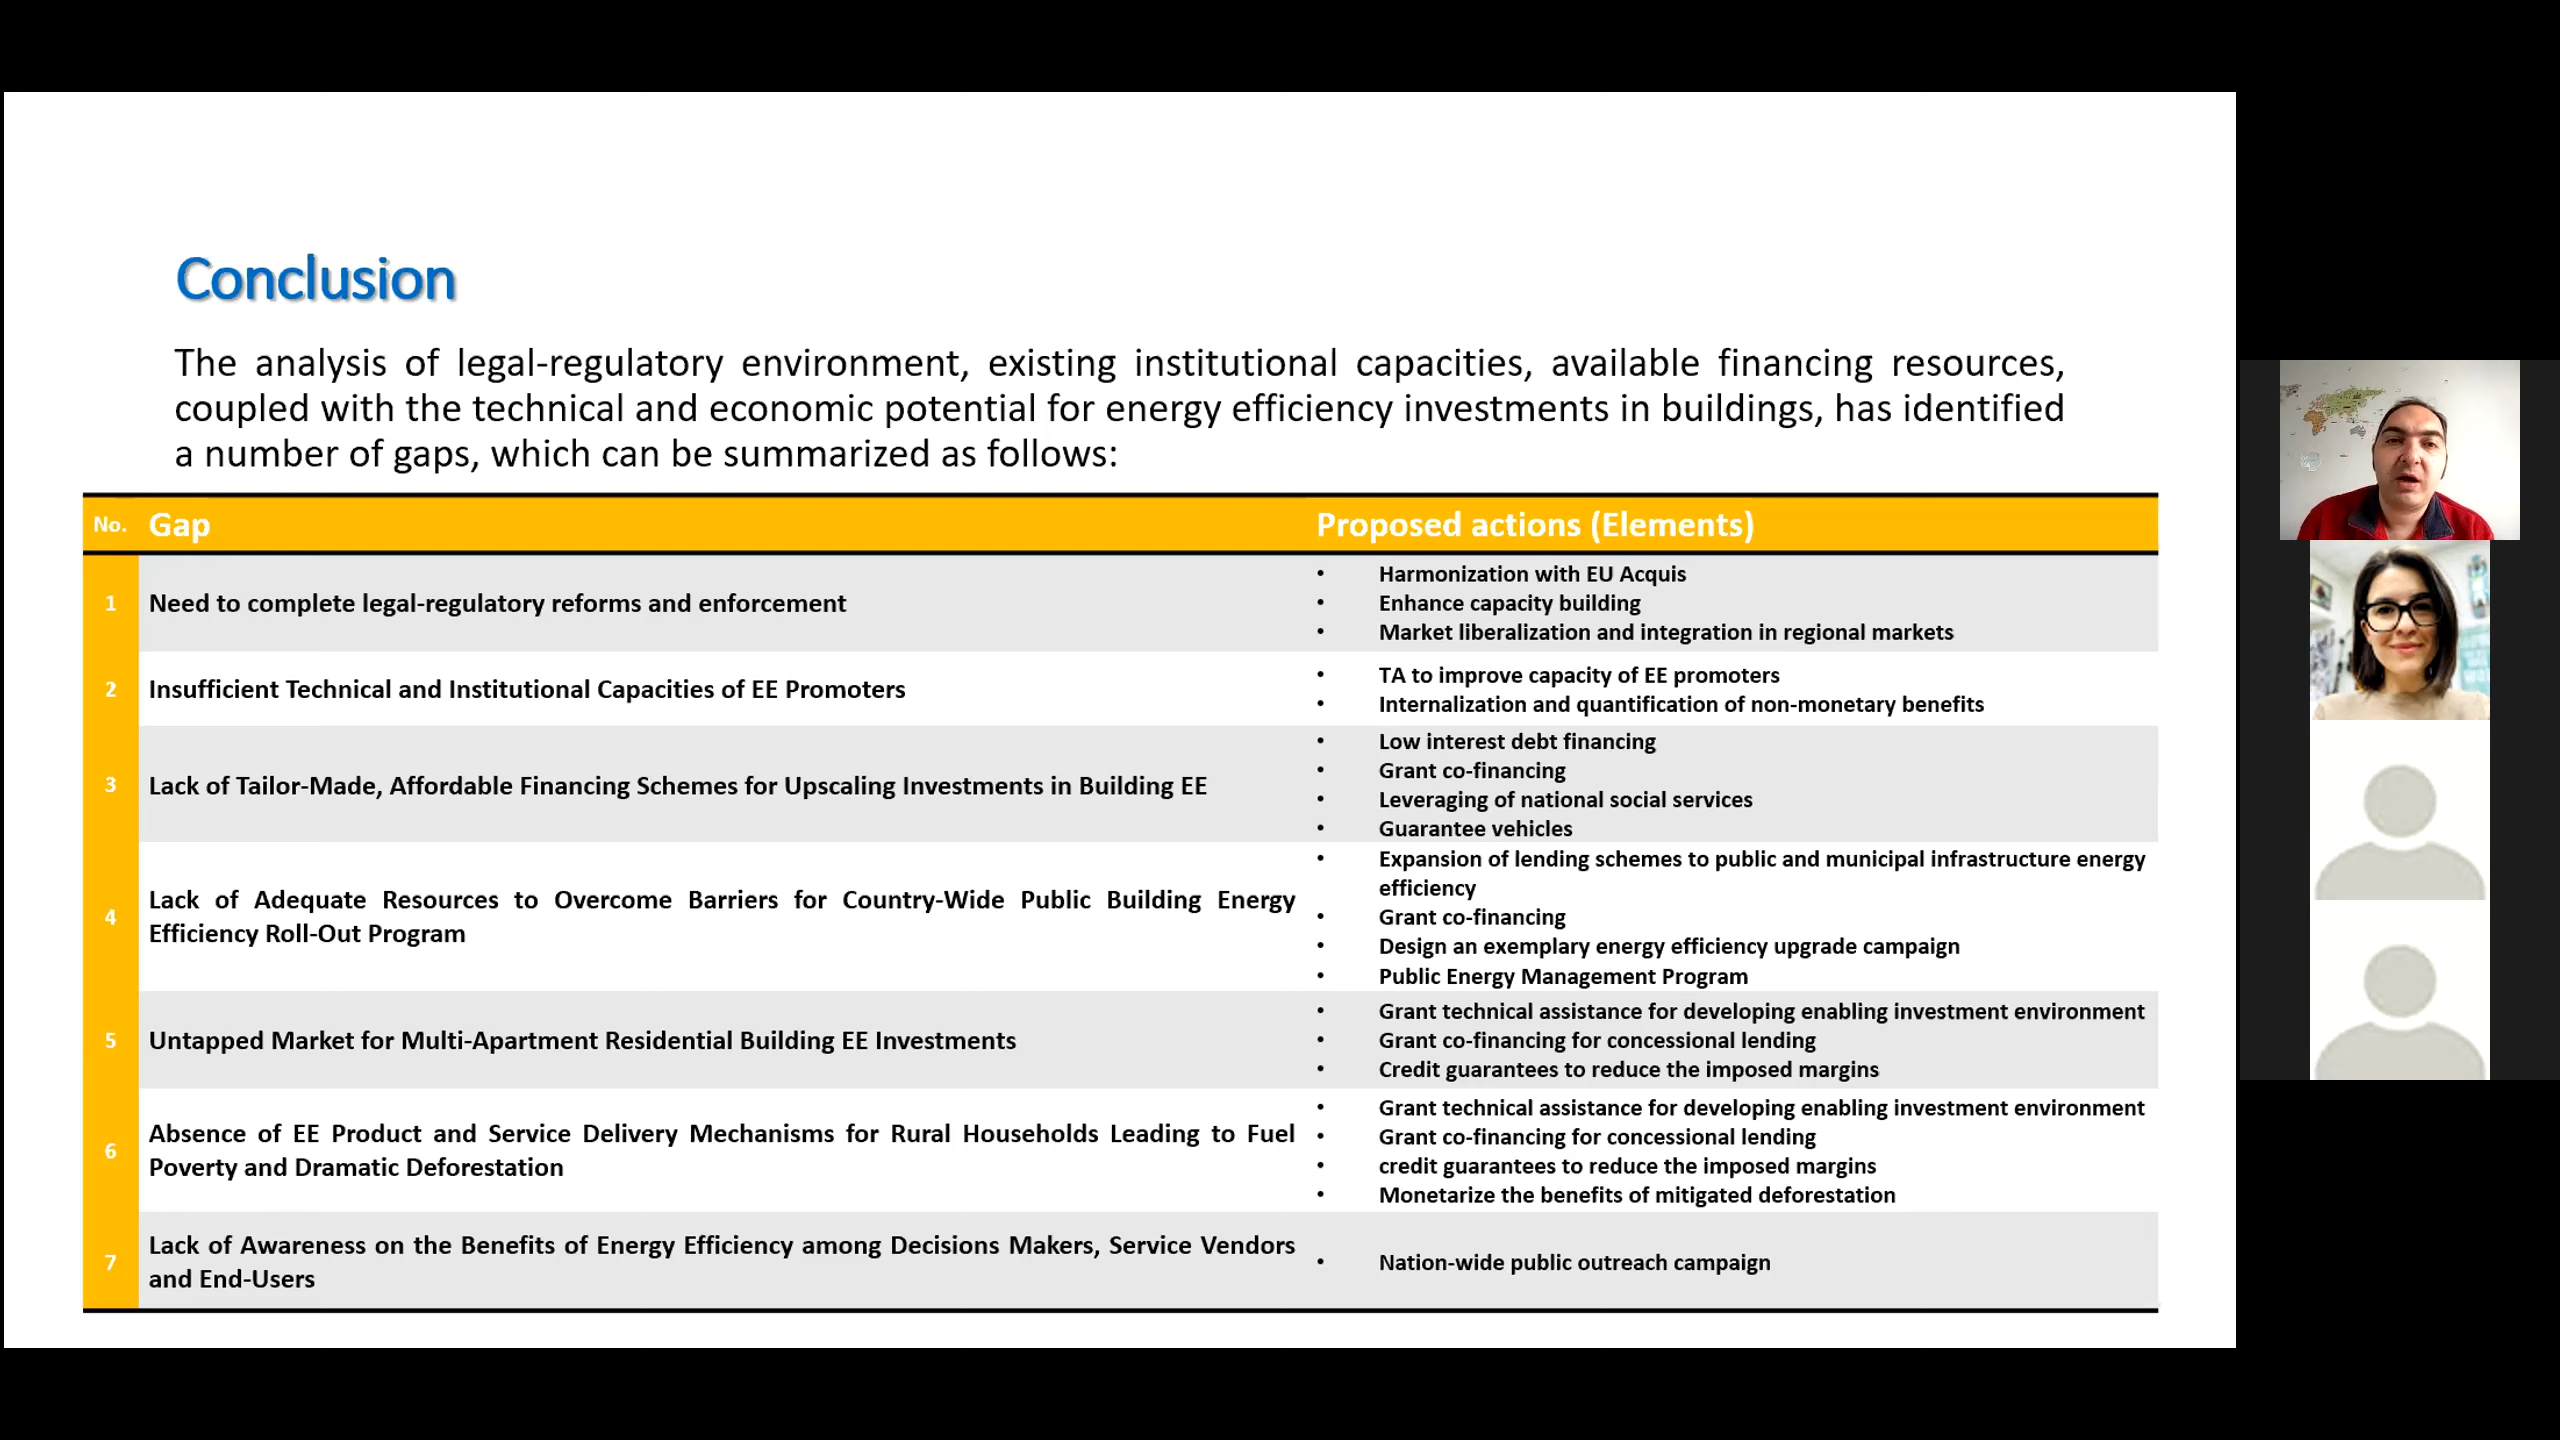 Conclusion
The analysis of legal-regulatory environment, existing institutional capacities, available financing resources,
coupled with the technical and economic potential for energy efficiency investments in buildings, has identified
a number of gaps, which can be summarized as follows:
No. Gap Proposed actions (Elements)
1 Need to complete legal-regulatory reforms and enforcement
• Harmonization with EU Acquis
• Enhance capacity building
• Market liberalization and integration in regional markets
2 Insufficient Technical and Institutional Capacities of EE Promoters
• TA to improve capacity of EE promoters
• Internalization and quantification of non-monetary benefits
3 Lack of Tailor-Made, Affordable Financing Schemes for Upscaling Investments in Building EE
• Low interest debt financing
• Grant co-financing
• Leveraging of national social services
• Guarantee vehicles
4 Lack of Adequate Resources to Overcome Barriers for Country-Wide Public Building Energy
Efficiency Roll-Out Program
• Expansion of lending schemes to public and municipal infrastructure energy
efficiency
• Grant co-financing
• Design an exemplary energy efficiency upgrade campaign
• Public Energy Management Program
5 Untapped Market for Multi-Apartment Residential Building EE Investments
• Grant technical assistance for developing enabling investment environment
• Grant co-financing for concessional lending
• Credit guarantees to reduce the imposed margins
6 Absence of EE Product and Service Delivery Mechanisms for Rural Households Leading to Fuel
Poverty and Dramatic Deforestation
• Grant technical assistance for developing enabling investment environment
• Grant co-financing for concessional lending
• credit guarantees to reduce the imposed margins
• Monetarize the benefits of mitigated deforestation
7 Lack of Awareness on the Benefits of Energy Efficiency among Decisions Makers, Service Vendors
and End-Users
• Nation-wide public outreach campaign